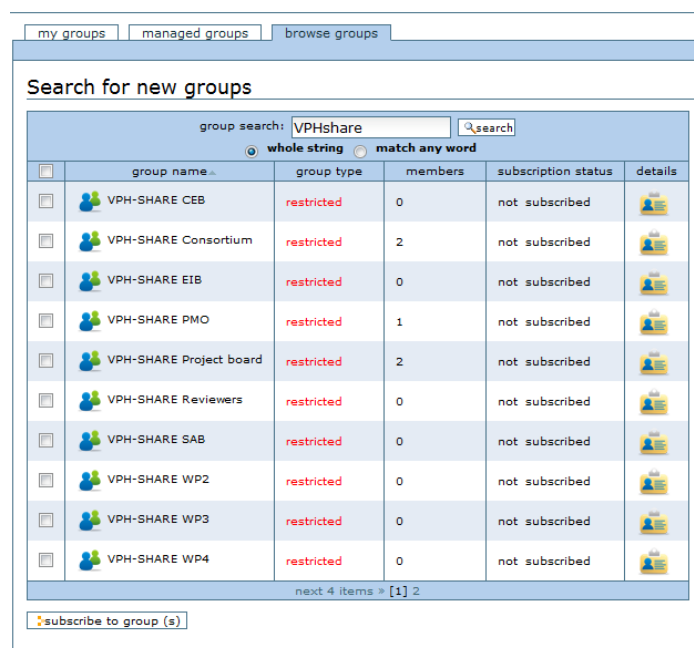 my groups managed groups browse groups
Search for new groups
group search: VPHshare search
whole string match any word
group name group type members subscription status details
VPH-SHARE CEB restricted 0 not subscribed
VPH-SHARE Consortium restricted 2 not subscribed
VPH-SHARE EIB restricted 0 not subscribed
VPH-SHARE PMO restricted 1 not subscribed
VPH-SHARE Project board restricted 2 not subscribed
VPH-SHARE Reviewers restricted 0 not subscribed
VPH-SHARE SAB restricted 0 not subscribed
VPH-SHARE WP2 restricted 0 not subscribed
VPH-SHARE WP3 restricted 0 not subscribed
VPH-SHARE WP4 restricted 0 not subscribed
next 4 items » [1] 2
subscribe to group (s)